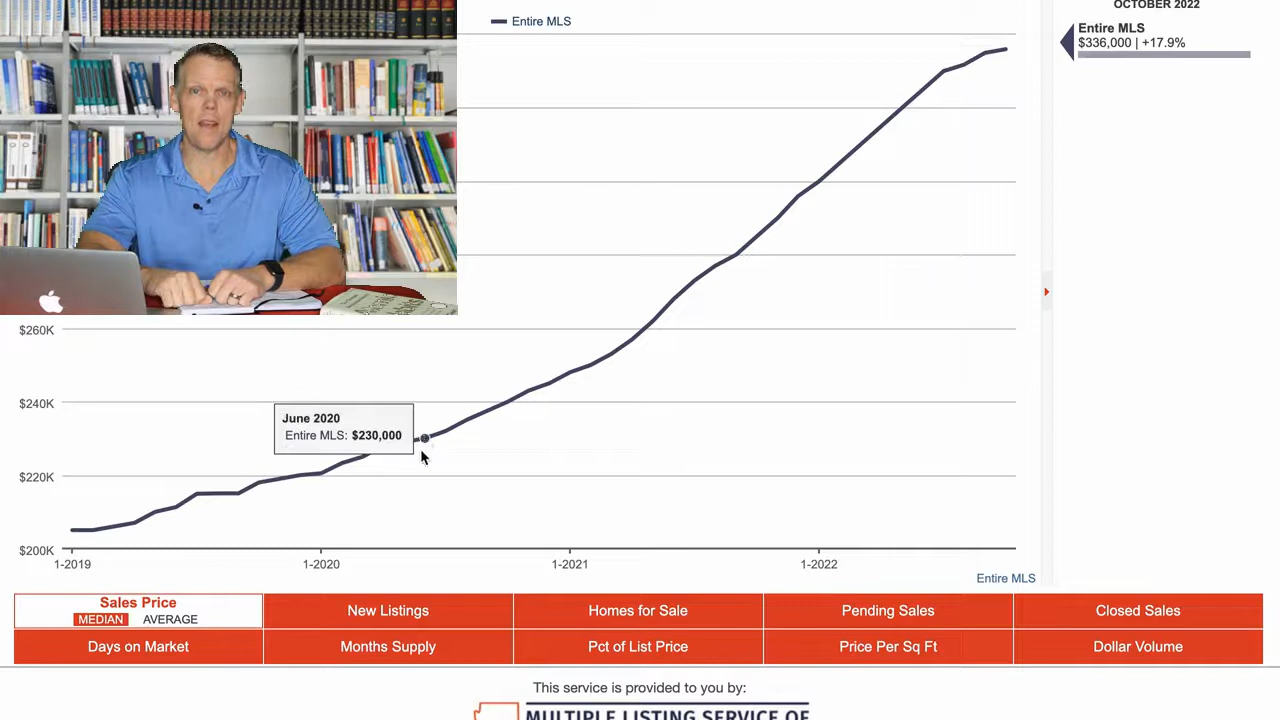 Entire MLS
OCTOBER 2022
Entire MLS
$336,000 | +17.9%
$260K
$240K
June 2020
Entire MLS: $230,000
$220K
$200K
1-2019
1-2020
1-2021
1-2022
Entire MLS
Sales Price
MEDIAN AVERAGE
New Listings
Homes for Sale
Pending Sales
Closed Sales
Days on Market
Months Supply
Pct of List Price
Price Per Sq Ft
Dollar Volume
This service is provided to you by:
MULTIPLE LISTING SERVICE OF